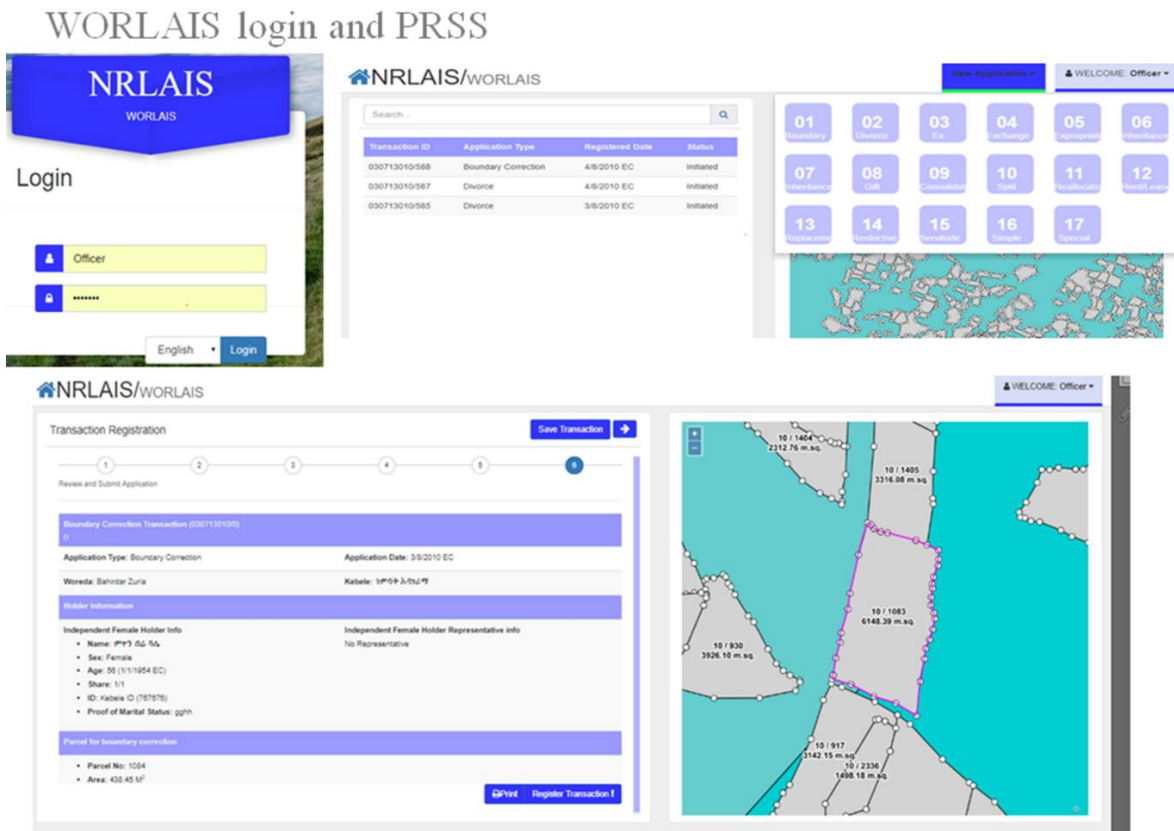 WORLAIS login and PRSS
NRLAIS
WORLAIS
Login
Officer
English
Login
NRLAIS/WORLAIS
New Application
WELCOME: Officer
Search...
Transaction ID Application Type Registered Date Status
030713010/588 Boundary Correction 4/8/2010 EC Initiated
030713010/587 Divorce 4/8/2010 EC Initiated
030713010/585 Divorce 3/8/2010 EC Initiated
01 02 03 04 05 06
Boundary Divorce Ex- Exchange Expropriatio Inheritance
07 08 09 10 11 12
Inheritance Gift Consolidat Split Reallocatio Rent/Lease
13 14 15 16 17
Replaceme Restrictive Servitude Simple Special
NRLAIS/WORLAIS
WELCOME: Officer
Transaction Registration
Save Transaction
1 2 3 4 5 6
Review and Submit Application
Boundary Correction Transaction (030713010/0)
0
Application Type: Boundary Correction Application Date: 3/8/2010 EC
Woreda: Bahirdar Zuria Kebele:
Holder Information
Independent Female Holder Info Independent Female Holder Representative info
Name: No Representative
Sex: Female
Age: 56 (1/1/1954 EC)
Share: 1/1
ID: Kebele ID (767676)
Proof of Marital Status: gghh
Parcel for boundary correction
Parcel No: 1084
Area: 438.45 M²
Print Register Transaction !
+
−
10 / 1404
2312.76 m.sq.
10 / 1405
3316.08 m.sq.
10 / 1083
6148.39 m.sq.
10 / 930
3926.10 m.sq.
10 / 917
3142.15 m.sq.
10 / 2336
1498.18 m.sq.